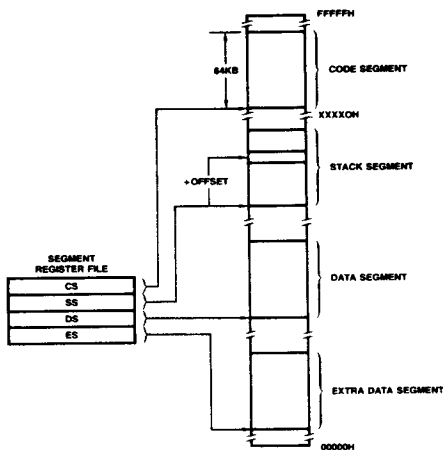 FFFFFH
64KB
CODE SEGMENT
XXXX0H
STACK SEGMENT
+OFFSET
SEGMENT
REGISTER FILE
CS
SS
DS
ES
DATA SEGMENT
EXTRA DATA SEGMENT
00000H